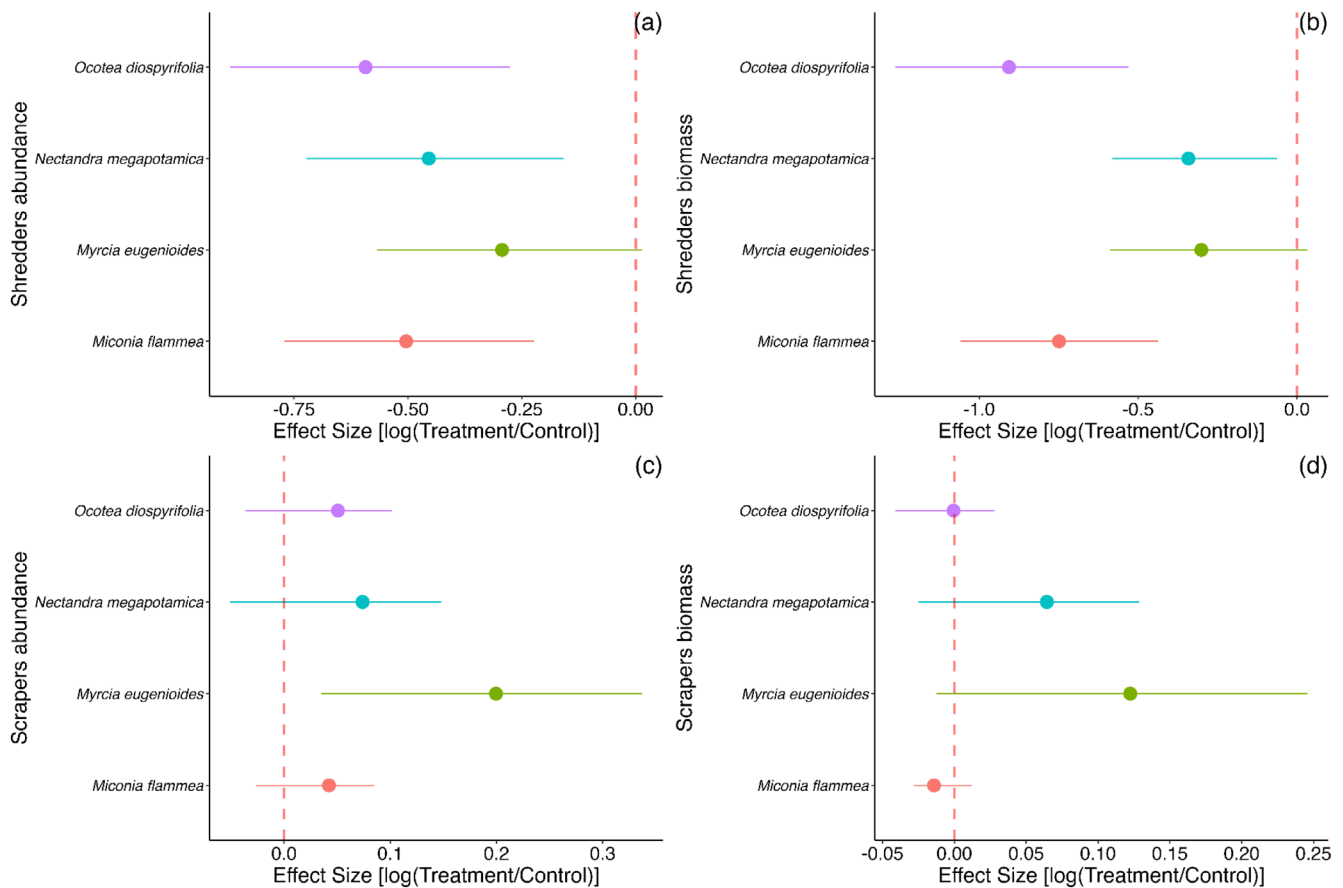 (a)
Shredders abundance
Ocotea diospyrifolia
Nectandra megapotamica
Myrcia eugenioides
Miconia flammea
-0.75 -0.50 -0.25 0.00
Effect Size [log(Treatment/Control)]
(b)
Shredders biomass
Ocotea diospyrifolia
Nectandra megapotamica
Myrcia eugenioides
Miconia flammea
-1.0 -0.5 0.0
Effect Size [log(Treatment/Control)]
(c)
Scrapers abundance
Ocotea diospyrifolia
Nectandra megapotamica
Myrcia eugenioides
Miconia flammea
0.0 0.1 0.2 0.3
Effect Size [log(Treatment/Control)]
(d)
Scrapers biomass
Ocotea diospyrifolia
Nectandra megapotamica
Myrcia eugenioides
Miconia flammea
-0.05 0.00 0.05 0.10 0.15 0.20 0.25
Effect Size [log(Treatment/Control)]